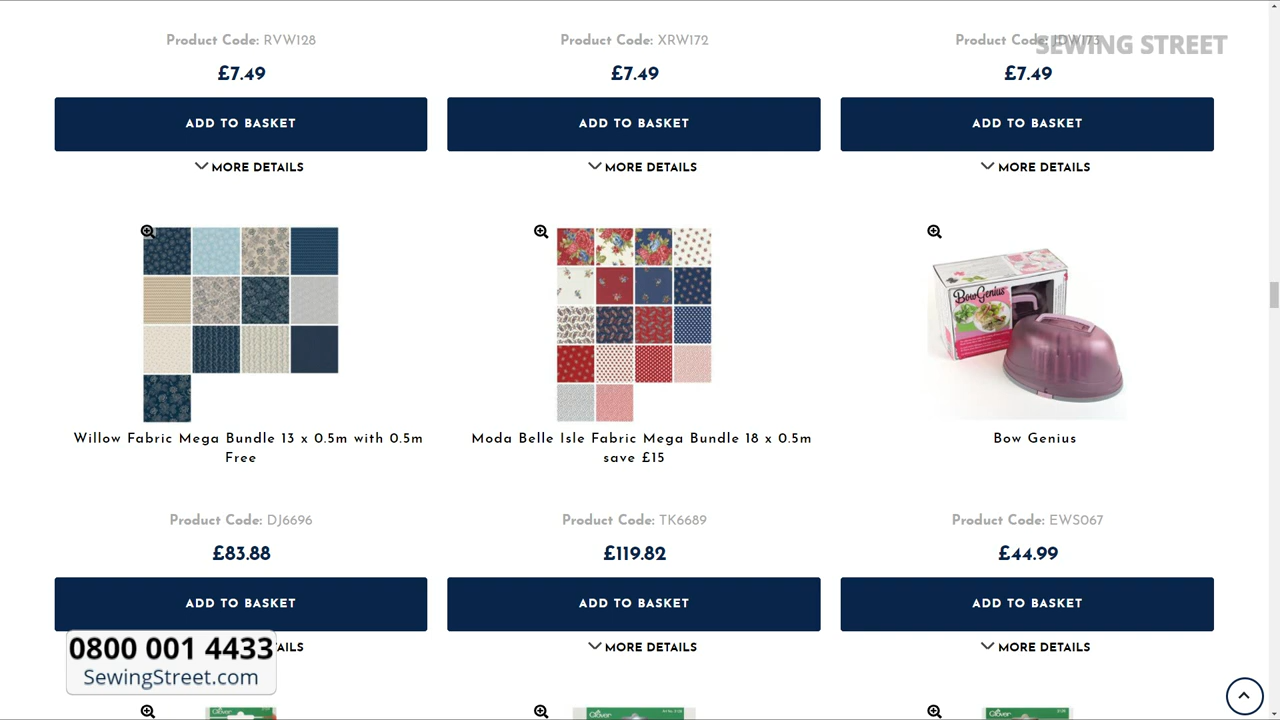 Product Code: RVW128
Product Code: XRW172
Product Code: JDW173
SEWING STREET
£7.49
£7.49
£7.49
ADD TO BASKET
ADD TO BASKET
ADD TO BASKET
MORE DETAILS
MORE DETAILS
MORE DETAILS
BowGenius
Willow Fabric Mega Bundle 13 x 0.5m with 0.5m
Free
Moda Belle Isle Fabric Mega Bundle 18 x 0.5m
save £15
Bow Genius
Product Code: DJ6696
Product Code: TK6689
Product Code: EWS067
£83.88
£119.82
£44.99
ADD TO BASKET
ADD TO BASKET
ADD TO BASKET
0800 001 4433
SewingStreet.com
AILS
MORE DETAILS
MORE DETAILS
Clover
Clover
Clover